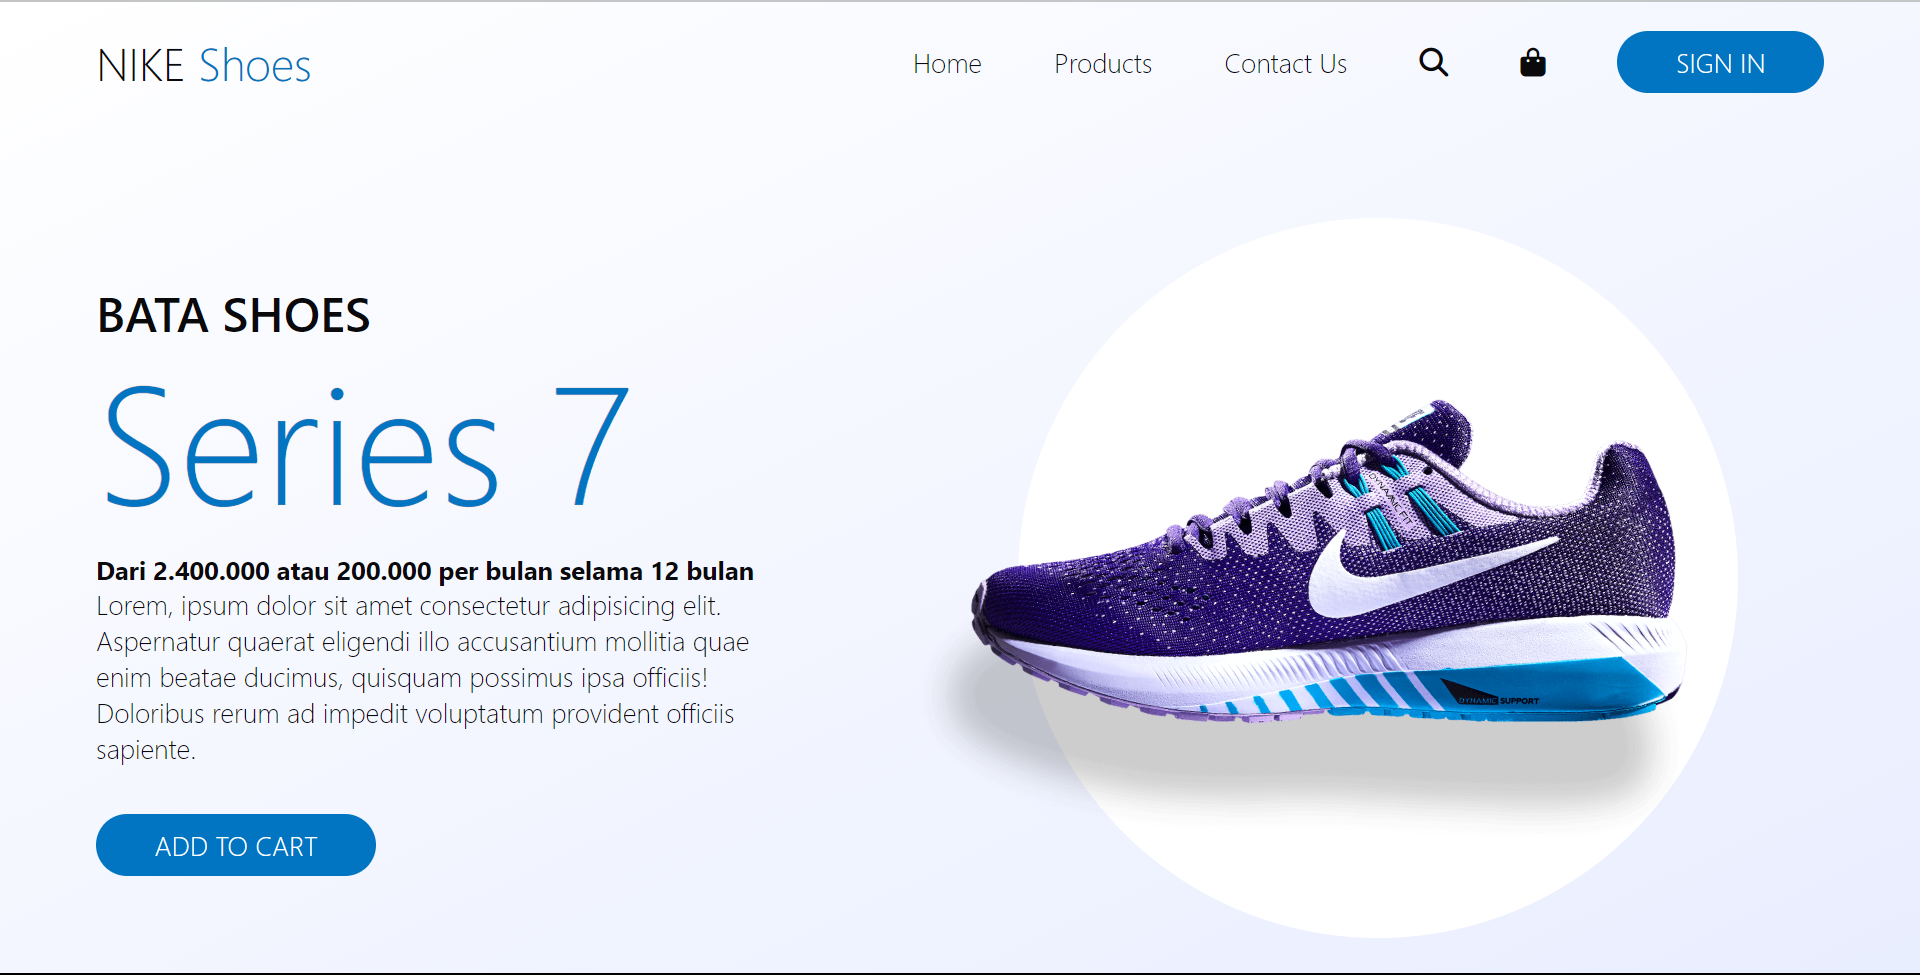 NIKE Shoes
Home
Products
Contact Us
SIGN IN
BATA SHOES
Series 7
Dari 2.400.000 atau 200.000 per bulan selama 12 bulan
Lorem, ipsum dolor sit amet consectetur adipisicing elit.
Aspernatur quaerat eligendi illo accusantium mollitia quae
enim beatae ducimus, quisquam possimus ipsa officiis!
Doloribus rerum ad impedit voluptatum provident officiis
sapiente.
ADD TO CART
DYNAMIC FIT
DYNAMIC SUPPORT